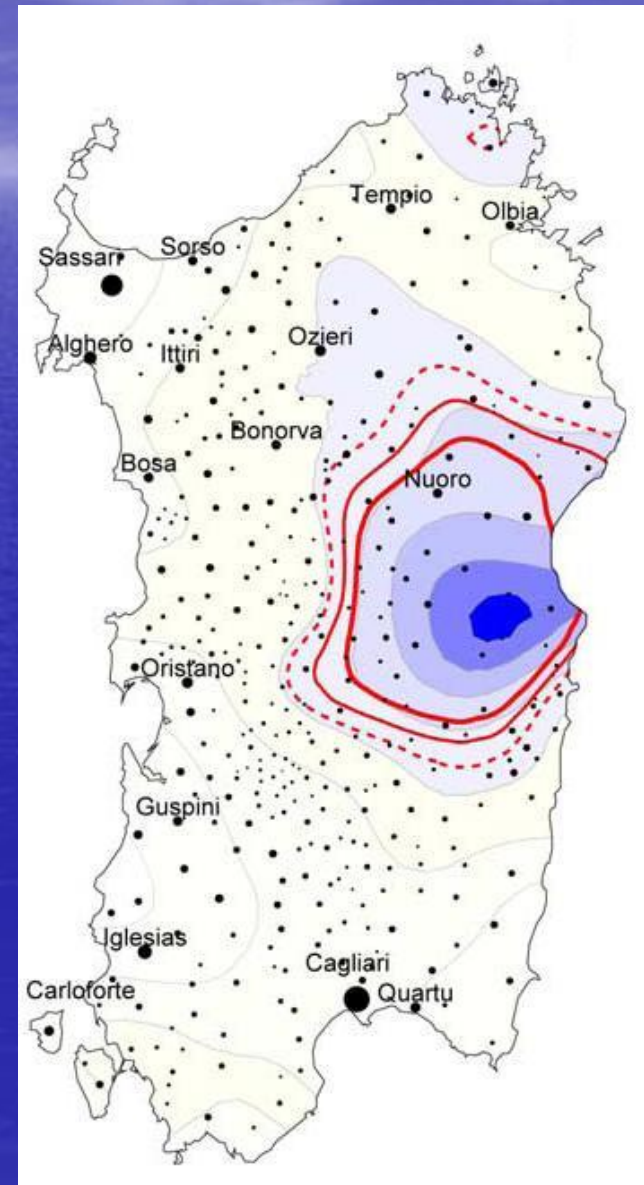 Tempio
Olbia
Sorso
Sassari
Ozieri
Alghero
Ittiri
Bonorva
Bosa
Nuoro
Oristano
Guspini
Iglesias
Cagliari
Carloforte
Quartu